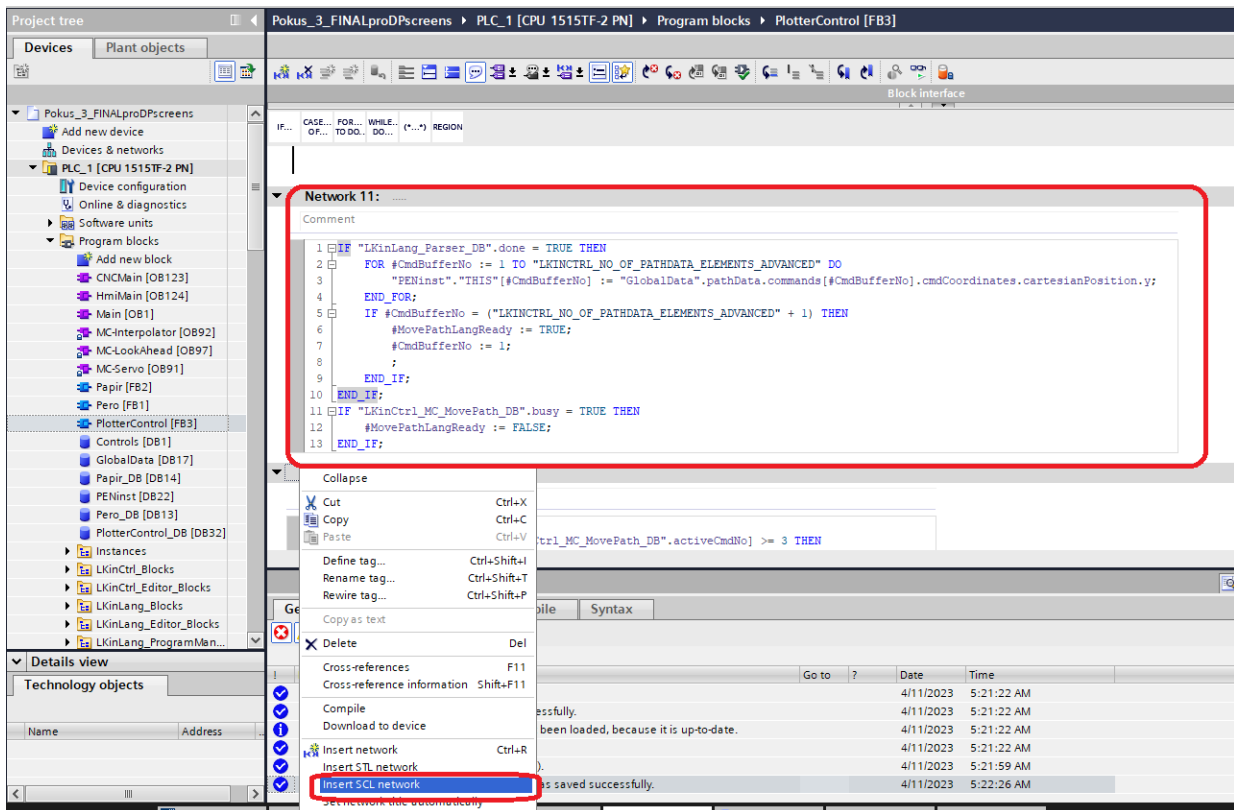 Project tree
Devices
Plant objects
Pokus_3_FINALproDPscreens
Add new device
Devices & networks
PLC_1 [CPU 1515TF-2 PN]
Device configuration
Online & diagnostics
Software units
Program blocks
Add new block
CNCMain [OB123]
HmiMain [OB124]
Main [OB1]
MC-Interpolator [OB92]
MC-LookAhead [OB97]
MC-Servo [OB91]
Papir [FB2]
Pero [FB1]
PlotterControl [FB3]
Controls [DB1]
GlobalData [DB17]
Papir_DB [DB14]
PENinst [DB22]
Pero_DB [DB13]
PlotterControl_DB [DB32]
Instances
LKinCtrl_Blocks
LKinCtrl_Editor_Blocks
LKinLang_Blocks
LKinLang_Editor_Blocks
LKinLang_ProgramMan...
Details view
Technology objects
Name Address ..
Pokus_3_FINALproDPscreens PLC_1 [CPU 1515TF-2 PN] Program blocks PlotterControl [FB3]
Block interface
IF... CASE... OF... FOR... TO DO.. WHILE.. DO... (*...*) REGION
Network 11: .....
Comment
1 IF "LKinLang_Parser_DB".done = TRUE THEN
2 FOR #CmdBufferNo := 1 TO "LKINCTRL_NO_OF_PATHDATA_ELEMENTS_ADVANCED" DO
3 "PENinst"."THIS"[#CmdBufferNo] := "GlobalData".pathData.commands[#CmdBufferNo].cmdCoordinates.cartesianPosition.y;
4 END_FOR;
5 IF #CmdBufferNo = ("LKINCTRL_NO_OF_PATHDATA_ELEMENTS_ADVANCED" + 1) THEN
6 #MovePathLangReady := TRUE;
7 #CmdBufferNo := 1;
8 ;
9 END_IF;
10 END_IF;
11 IF "LKinCtrl_MC_MovePath_DB".busy = TRUE THEN
12 #MovePathLangReady := FALSE;
13 END_IF;
Collapse
Cut Ctrl+X
Copy Ctrl+C
Paste Ctrl+V
Define tag... Ctrl+Shift+I
Rename tag... Ctrl+Shift+T
Rewire tag... Ctrl+Shift+P
Copy as text
Delete Del
Cross-references F11
Cross-reference information Shift+F11
Compile
Download to device
Insert network Ctrl+R
Insert STL network
Insert SCL network
Set network title automatically
Ctrl_MC_MovePath_DB".activeCmdNo] >= 3 THEN
Ge pile Syntax
! Go to ? Date Time
4/11/2023 5:21:22 AM
essfully. 4/11/2023 5:21:22 AM
been loaded, because it is up-to-date. 4/11/2023 5:21:22 AM
4/11/2023 5:21:22 AM
). 4/11/2023 5:21:59 AM
as saved successfully. 4/11/2023 5:22:26 AM